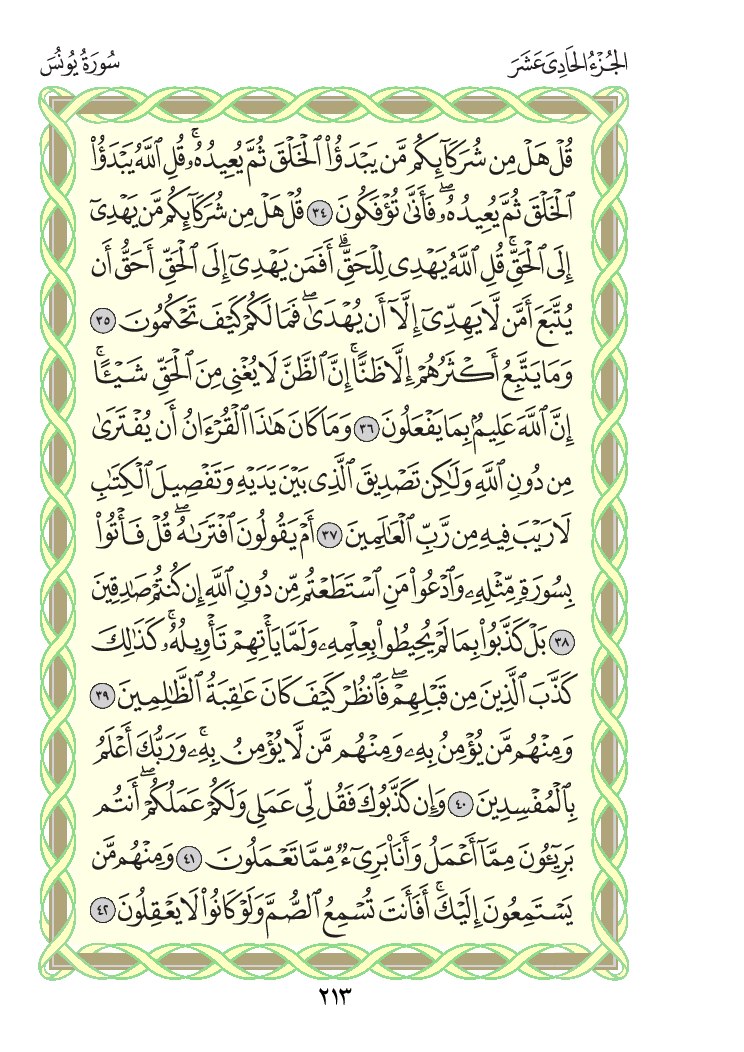 الجُزْءُ الحَادِي عَشَرَ
سُورَةُ يُونُسَ
قُلْ هَلْ مِن شُرَكَآئِكُم مَّن يَبْدَؤُا۟ ٱلْخَلْقَ ثُمَّ يُعِيدُهُۥۚ قُلِ ٱللَّهُ يَبْدَؤُا۟
ٱلْخَلْقَ ثُمَّ يُعِيدُهُۥۖ فَأَنَّىٰ تُؤْفَكُونَ ٣٤ قُلْ هَلْ مِن شُرَكَآئِكُم مَّن يَهْدِىٓ
إِلَى ٱلْحَقِّۚ قُلِ ٱللَّهُ يَهْدِى لِلْحَقِّۗ أَفَمَن يَهْدِىٓ إِلَى ٱلْحَقِّ أَحَقُّ أَن
يُتَّبَعَ أَمَّن لَّا يَهِدِّىٓ إِلَّآ أَن يُهْدَىٰۖ فَمَا لَكُمْ كَيْفَ تَحْكُمُونَ ٣٥
وَمَا يَتَّبِعُ أَكْثَرُهُمْ إِلَّا ظَنًّاۚ إِنَّ ٱلظَّنَّ لَا يُغْنِى مِنَ ٱلْحَقِّ شَيْـًٔاۚ
إِنَّ ٱللَّهَ عَلِيمٌۢ بِمَا يَفْعَلُونَ ٣٦ وَمَا كَانَ هَٰذَا ٱلْقُرْءَانُ أَن يُفْتَرَىٰ
مِن دُونِ ٱللَّهِ وَلَٰكِن تَصْدِيقَ ٱلَّذِى بَيْنَ يَدَيْهِ وَتَفْصِيلَ ٱلْكِتَٰبِ
لَا رَيْبَ فِيهِ مِن رَّبِّ ٱلْعَٰلَمِينَ ٣٧ أَمْ يَقُولُونَ ٱفْتَرَىٰهُۖ قُلْ فَأْتُوا۟
بِسُورَةٍ مِّثْلِهِۦ وَٱدْعُوا۟ مَنِ ٱسْتَطَعْتُم مِّن دُونِ ٱللَّهِ إِن كُنتُمْ صَٰدِقِينَ
٣٨ بَلْ كَذَّبُوا۟ بِمَا لَمْ يُحِيطُوا۟ بِعِلْمِهِۦ وَلَمَّا يَأْتِهِمْ تَأْوِيلُهُۥۚ كَذَٰلِكَ
كَذَّبَ ٱلَّذِينَ مِن قَبْلِهِمْۖ فَٱنظُرْ كَيْفَ كَانَ عَٰقِبَةُ ٱلظَّٰلِمِينَ ٣٩
وَمِنْهُم مَّن يُؤْمِنُ بِهِۦ وَمِنْهُم مَّن لَّا يُؤْمِنُ بِهِۦۚ وَرَبُّكَ أَعْلَمُ
بِٱلْمُفْسِدِينَ ٤٠ وَإِن كَذَّبُوكَ فَقُل لِّى عَمَلِى وَلَكُمْ عَمَلُكُمْۖ أَنتُم
بَرِيٓـُٔونَ مِمَّآ أَعْمَلُ وَأَنَا۠ بَرِىٓءٌ مِّمَّا تَعْمَلُونَ ٤١ وَمِنْهُم مَّن
يَسْتَمِعُونَ إِلَيْكَۚ أَفَأَنتَ تُسْمِعُ ٱلصُّمَّ وَلَوْ كَانُوا۟ لَا يَعْقِلُونَ ٤٢
٢١٣